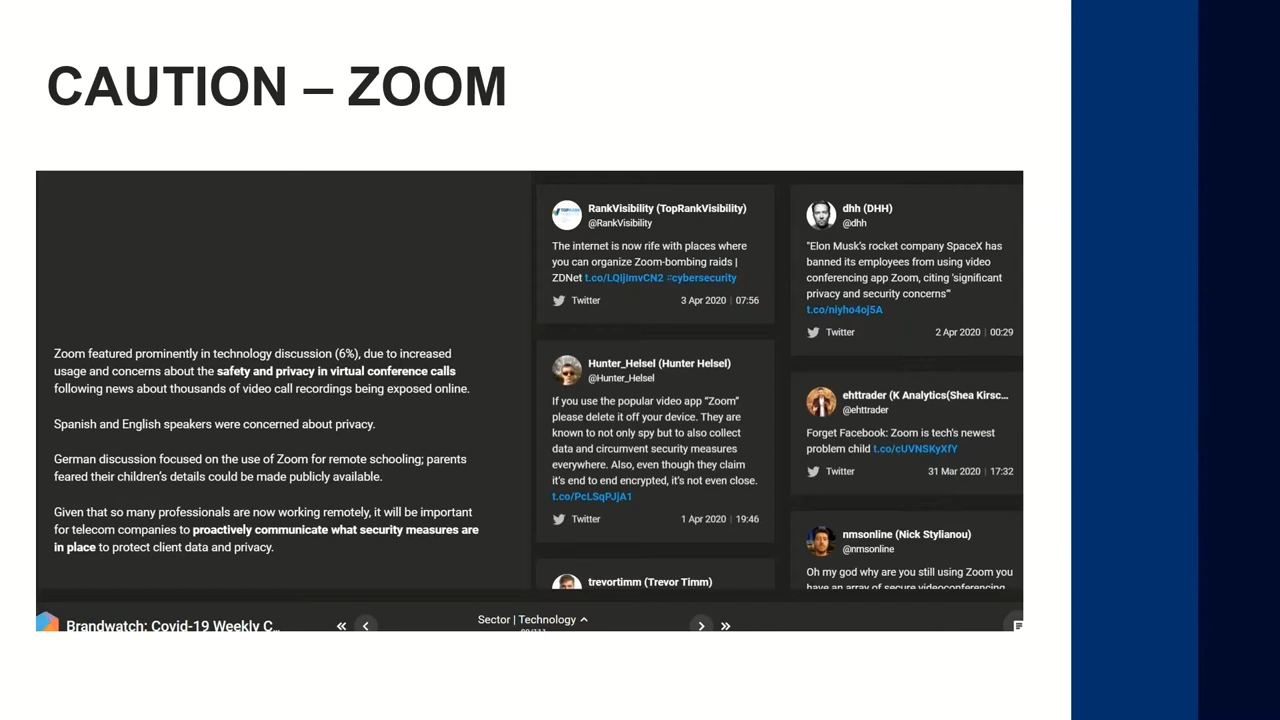 CAUTION – ZOOM
Zoom featured prominently in technology discussion (6%), due to increased
usage and concerns about the safety and privacy in virtual conference calls
following news about thousands of video call recordings being exposed online.
Spanish and English speakers were concerned about privacy.
German discussion focused on the use of Zoom for remote schooling; parents
feared their children's details could be made publicly available.
Given that so many professionals are now working remotely, it will be important
for telecom companies to proactively communicate what security measures are
in place to protect client data and privacy.
RankVisibility (TopRankVisibility)
@RankVisibility
The internet is now rife with places where
you can organize Zoom-bombing raids |
ZDNet t.co/LQIjImvCN2 #cybersecurity
Twitter 3 Apr 2020 | 07:56
Hunter_Helsel (Hunter Helsel)
@Hunter_Helsel
If you use the popular video app “Zoom”
please delete it off your device. They are
known to not only spy but to also collect
data and circumvent security measures
everywhere. Also, even though they claim
it's end to end encrypted, it's not even close.
t.co/PcLSqPJjA1
Twitter 1 Apr 2020 | 19:46
trevortimm (Trevor Timm)
dhh (DHH)
@dhh
"Elon Musk's rocket company SpaceX has
banned its employees from using video
conferencing app Zoom, citing 'significant
privacy and security concerns'"
t.co/niyho4oj5A
Twitter 2 Apr 2020 | 00:29
ehttrader (K Analytics(Shea Kirsc...
@ehttrader
Forget Facebook: Zoom is tech's newest
problem child t.co/cUVNSKyXfY
Twitter 31 Mar 2020 | 17:32
nmsonline (Nick Stylianou)
@nmsonline
Oh my god why are you still using Zoom you
have an array of secure videoconferencing
Brandwatch: Covid-19 Weekly C...
Sector | Technology